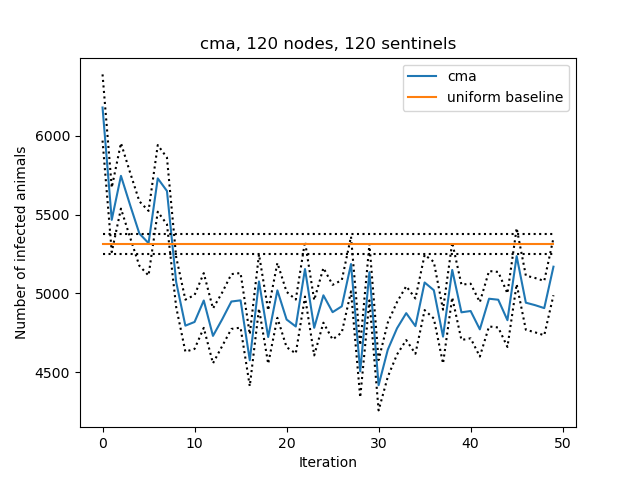 cma, 120 nodes, 120 sentinels
cma
uniform baseline
Number of infected animals
6000
5500
5000
4500
0
10
20
30
40
50
Iteration